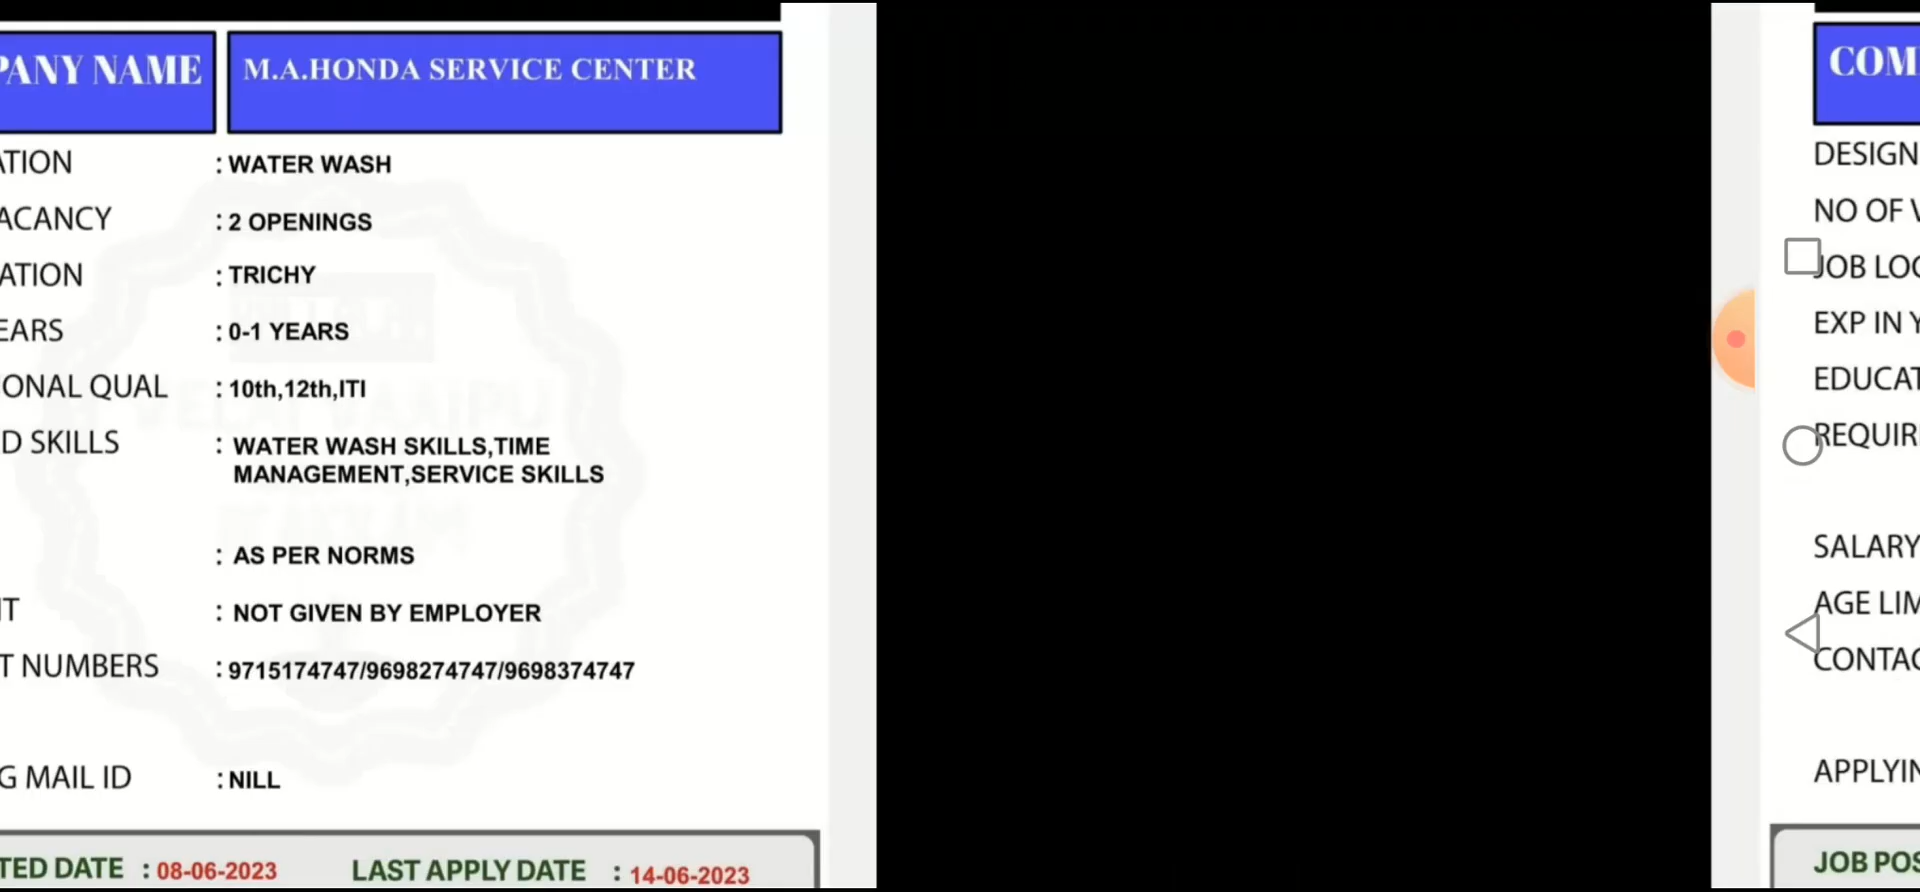 PANY NAME M.A.HONDA SERVICE CENTER
ATION : WATER WASH
ACANCY : 2 OPENINGS
ATION : TRICHY
EARS : 0-1 YEARS
ONAL QUAL : 10th,12th,ITI
D SKILLS : WATER WASH SKILLS,TIME
MANAGEMENT,SERVICE SKILLS
: AS PER NORMS
IT : NOT GIVEN BY EMPLOYER
T NUMBERS : 9715174747/9698274747/9698374747
G MAIL ID : NILL
TED DATE : 08-06-2023 LAST APPLY DATE : 14-06-2023
VELAI VAAIPU
COM
DESIGN
NO OF V
JOB LOC
EXP IN Y
EDUCAT
REQUIR
SALARY
AGE LIM
CONTAC
APPLYIN
JOB POS